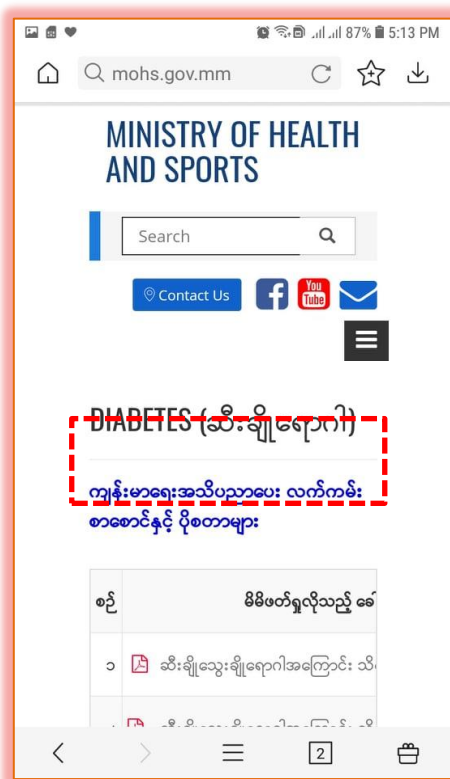 87% 5:13 PM
mohs.gov.mm
MINISTRY OF HEALTH
AND SPORTS
Search
Contact Us
You
Tube
DIABETES (ဆီးချိုရောဂါ)
ကျန်းမာရေးအသိပညာပေး လက်ကမ်း
စာစောင်နှင့် ပိုစတာများ
စဉ် မိမိဖတ်ရှုလိုသည့် ခေါ်
၁ ဆီးချိုသွေးချိုရောဂါအကြောင်း သိ
2